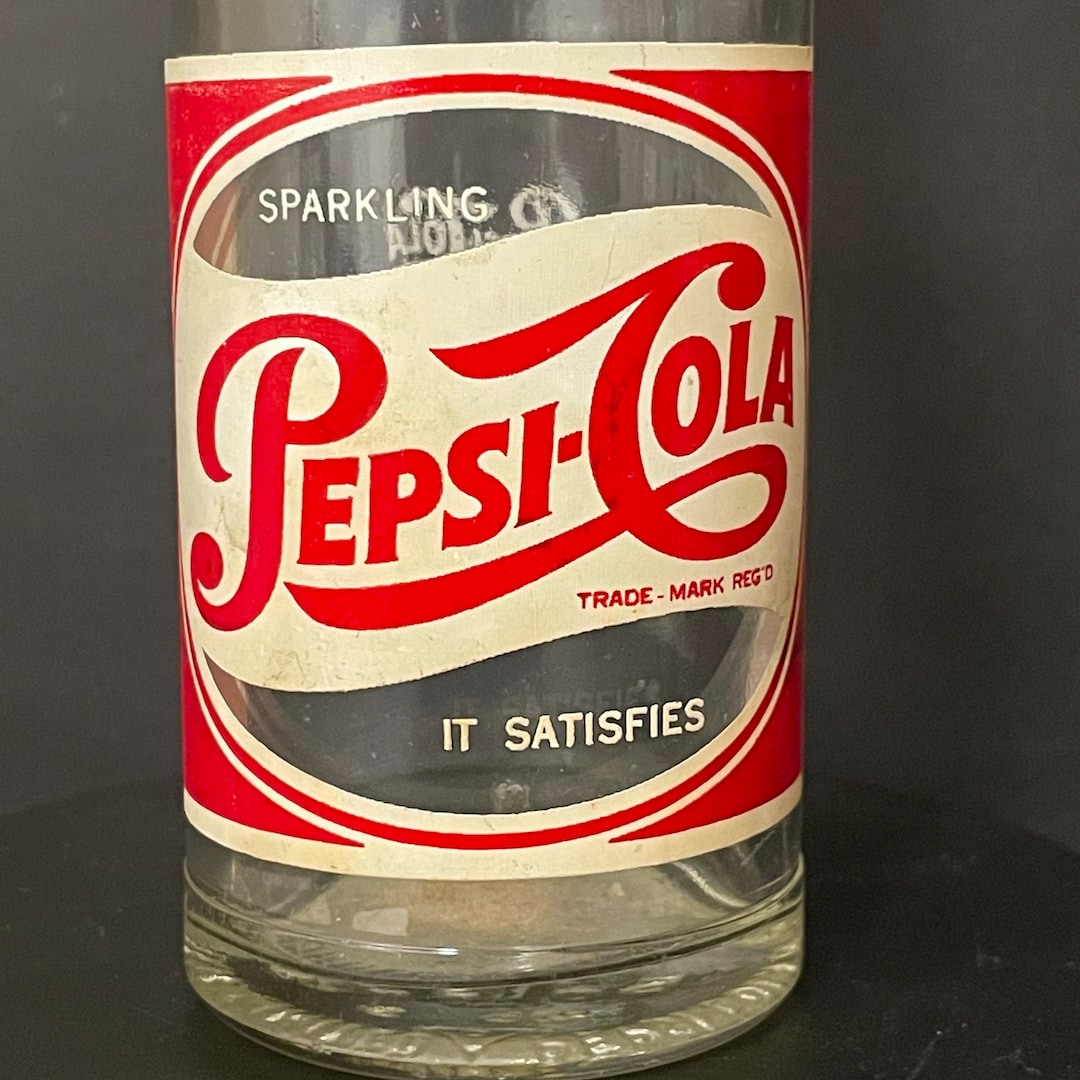 SPARKLING
PEPSI-COLA
TRADE-MARK REG'D
IT SATISFIES